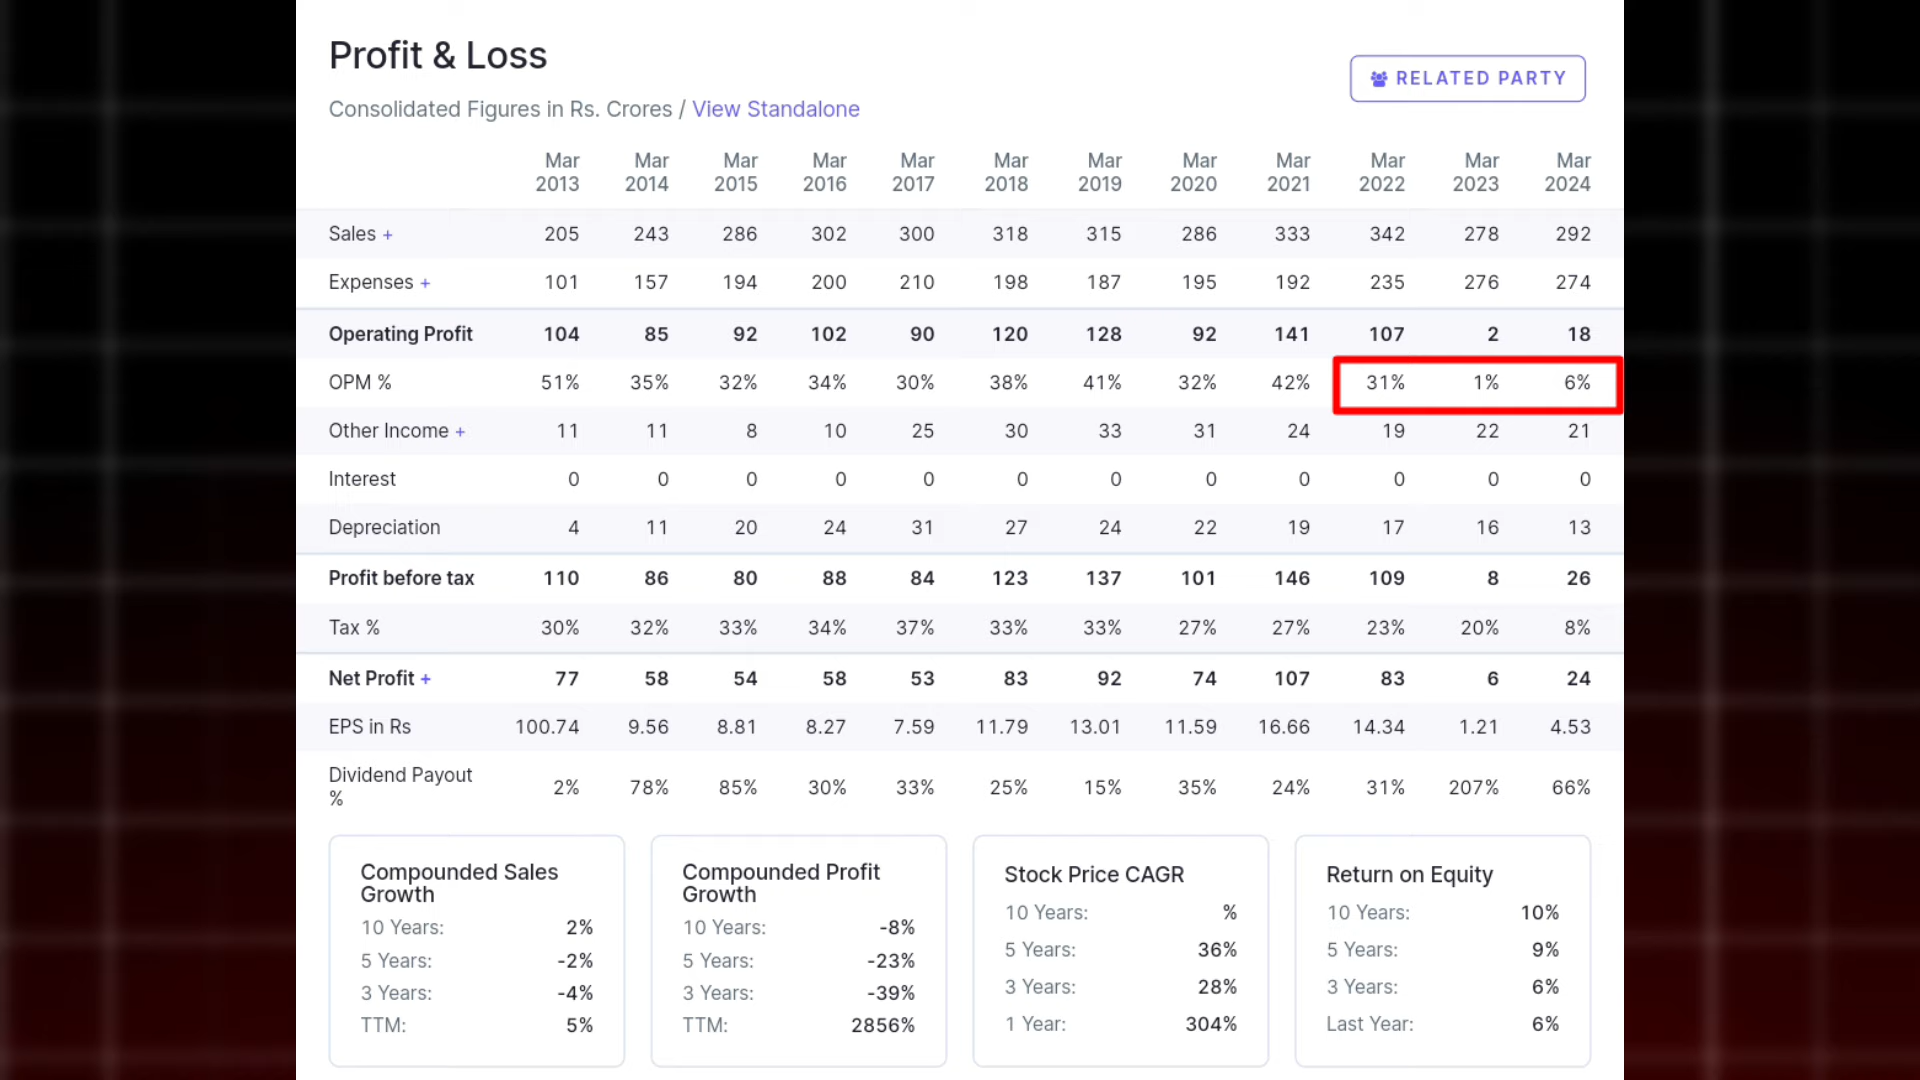 Profit & Loss
RELATED PARTY
Consolidated Figures in Rs. Crores / View Standalone
Mar 2013 Mar 2014 Mar 2015 Mar 2016 Mar 2017 Mar 2018 Mar 2019 Mar 2020 Mar 2021 Mar 2022 Mar 2023 Mar 2024
Sales + 205 243 286 302 300 318 315 286 333 342 278 292
Expenses + 101 157 194 200 210 198 187 195 192 235 276 274
Operating Profit 104 85 92 102 90 120 128 92 141 107 2 18
OPM % 51% 35% 32% 34% 30% 38% 41% 32% 42% 31% 1% 6%
Other Income + 11 11 8 10 25 30 33 31 24 19 22 21
Interest 0 0 0 0 0 0 0 0 0 0 0 0
Depreciation 4 11 20 24 31 27 24 22 19 17 16 13
Profit before tax 110 86 80 88 84 123 137 101 146 109 8 26
Tax % 30% 32% 33% 34% 37% 33% 33% 27% 27% 23% 20% 8%
Net Profit + 77 58 54 58 53 83 92 74 107 83 6 24
EPS in Rs 100.74 9.56 8.81 8.27 7.59 11.79 13.01 11.59 16.66 14.34 1.21 4.53
Dividend Payout % 2% 78% 85% 30% 33% 25% 15% 35% 24% 31% 207% 66%
Compounded Sales
Growth
10 Years: 2%
5 Years: -2%
3 Years: -4%
TTM: 5%
Compounded Profit
Growth
10 Years: -8%
5 Years: -23%
3 Years: -39%
TTM: 2856%
Stock Price CAGR
10 Years: %
5 Years: 36%
3 Years: 28%
1 Year: 304%
Return on Equity
10 Years: 10%
5 Years: 9%
3 Years: 6%
Last Year: 6%